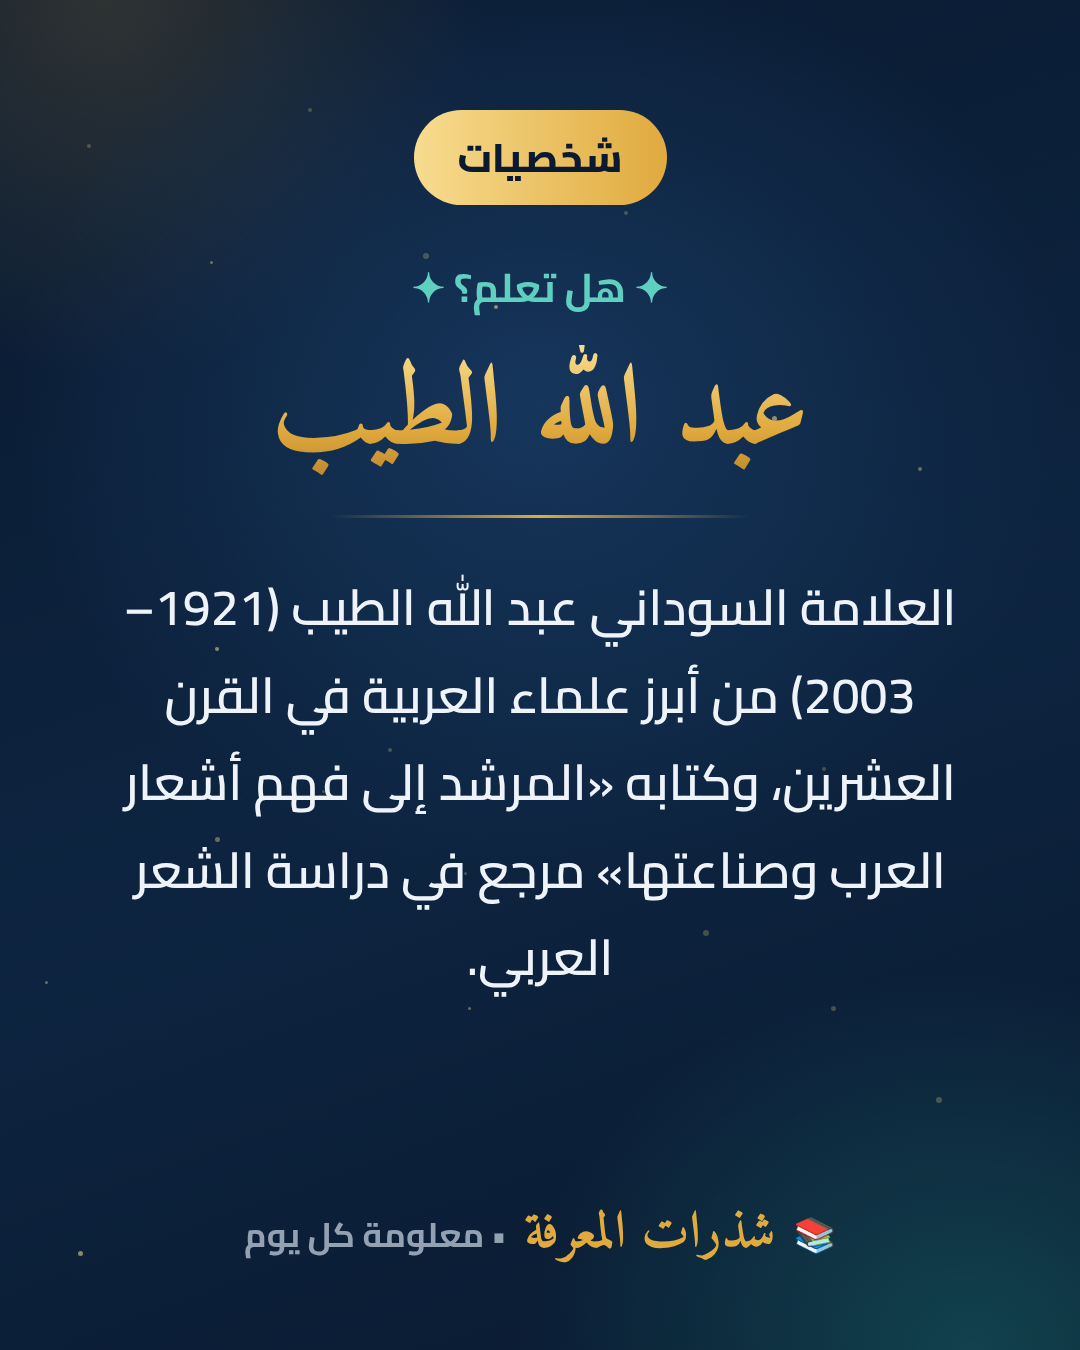 شخصيات
✦ هل تعلم؟ ✦
عبد الله الطيب
العلامة السوداني عبد الله الطيب (1921–
2003) من أبرز علماء العربية في القرن
العشرين، وكتابه «المرشد إلى فهم أشعار
العرب وصناعتها» مرجع في دراسة الشعر
العربي.
📚 شذرات المعرفة ▪ معلومة كل يوم